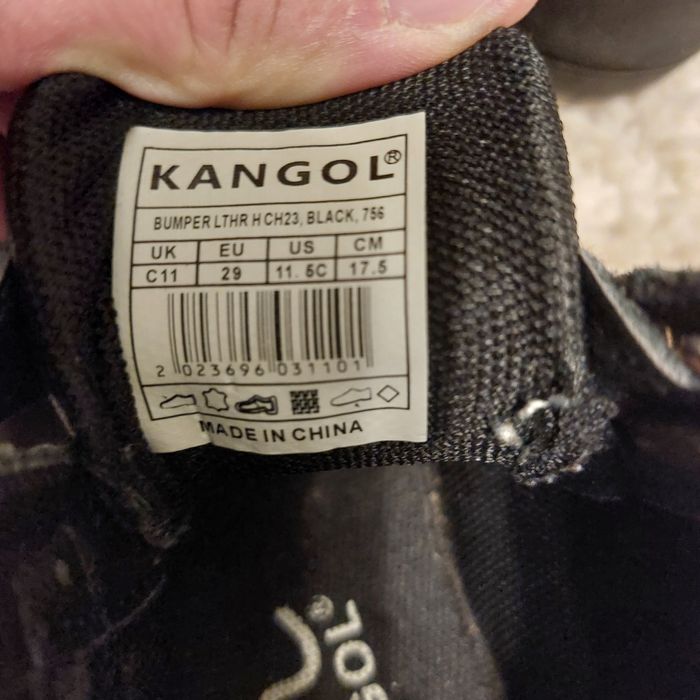 KANGOL®
BUMPER LTHR H CH23, BLACK, 756
UK EU US CM
C11 29 11.5C 17.5
2 023696 031101
MADE IN CHINA
®
OL